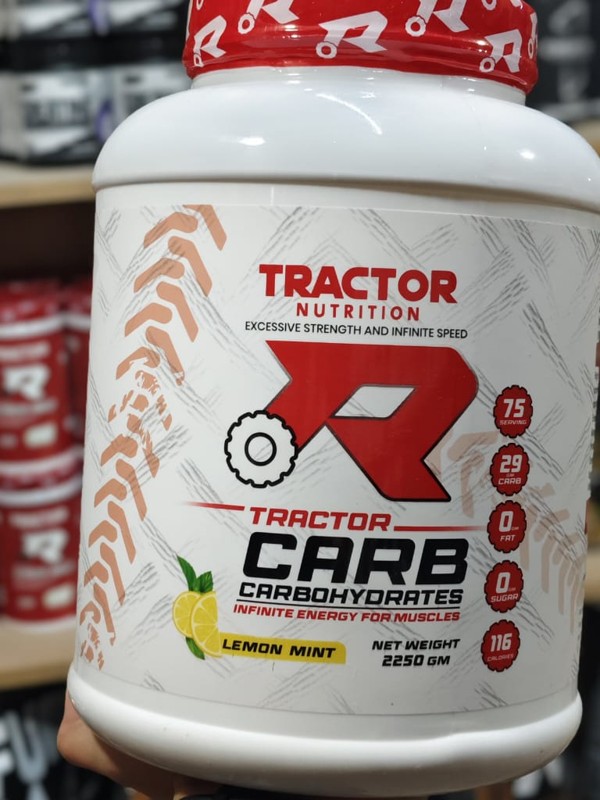 TRACTOR
NUTRITION
EXCESSIVE STRENGTH AND INFINITE SPEED
75
SERVING
29
CARB
0
FAT
0
SUGAR
116
CALORIES
TRACTOR
CARB
CARBOHYDRATES
INFINITE ENERGY FOR MUSCLES
LEMON MINT
NET WEIGHT
2250 GM
TRACTOR